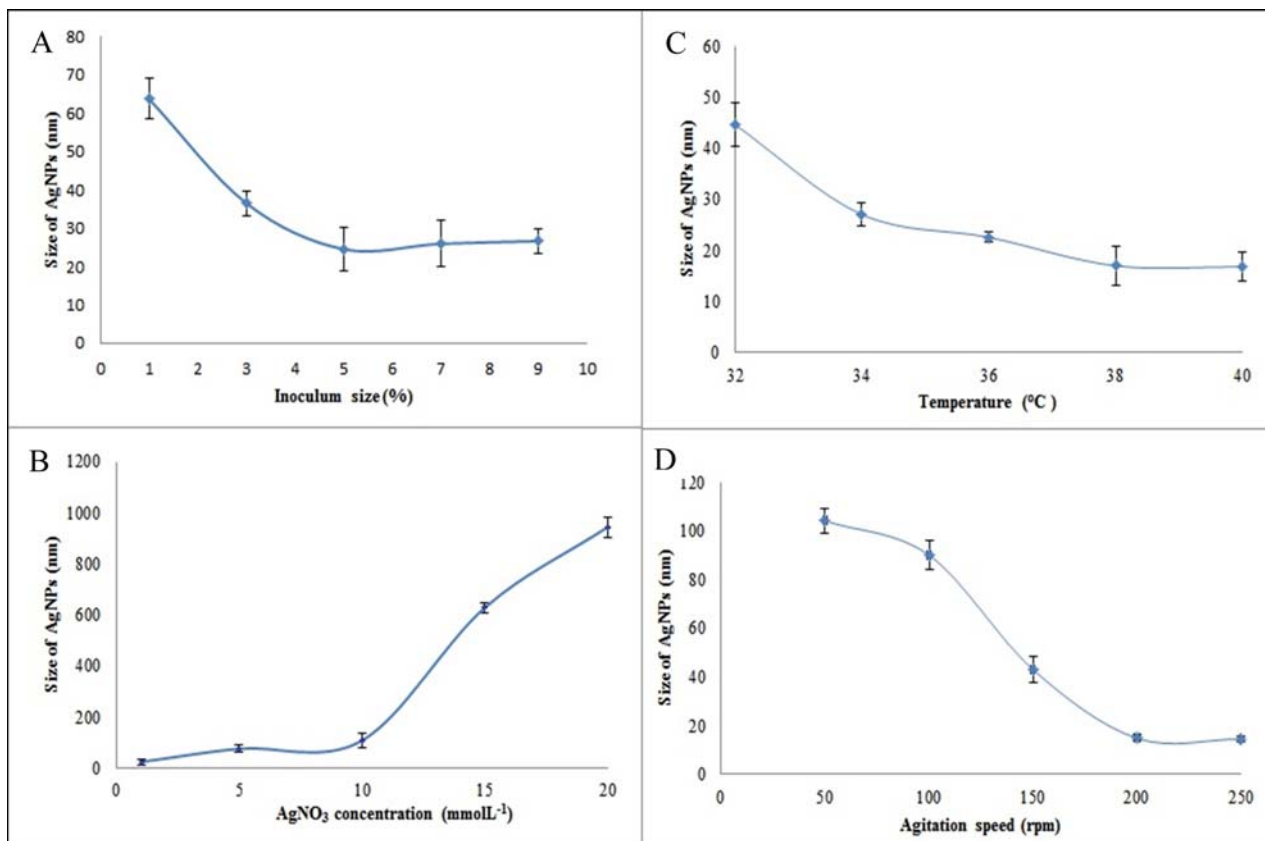 A
80
70
60
50
40
30
20
10
0
Size of AgNPs (nm)
0 1 2 3 4 5 6 7 8 9 10
Inoculum size (%)
C
60
50
40
30
20
10
0
Size of AgNPs (nm)
32 34 36 38 40
Temperature (⁰C )
B
1200
1000
800
600
400
200
0
Size of AgNPs (nm)
0 5 10 15 20
AgNO₃ concentration (mmolL⁻¹)
D
120
100
80
60
40
20
0
Size of AgNPs (nm)
0 50 100 150 200 250
Agitation speed (rpm)